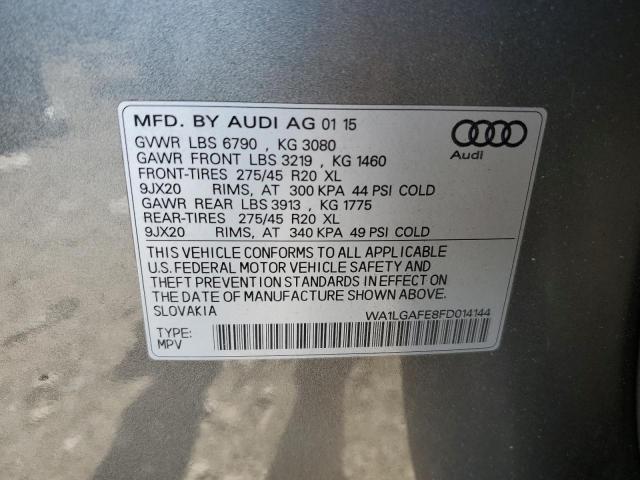 MFD. BY AUDI AG 01 15
GVWR LBS 6790 , KG 3080
GAWR FRONT LBS 3219 , KG 1460
FRONT-TIRES 275/45 R20 XL
9JX20 RIMS, AT 300 KPA 44 PSI COLD
GAWR REAR LBS 3913 , KG 1775
REAR-TIRES 275/45 R20 XL
9JX20 RIMS, AT 340 KPA 49 PSI COLD
Audi
THIS VEHICLE CONFORMS TO ALL APPLICABLE
U.S. FEDERAL MOTOR VEHICLE SAFETY AND
THEFT PREVENTION STANDARDS IN EFFECT ON
THE DATE OF MANUFACTURE SHOWN ABOVE.
SLOVAKIA
WA1LGAFE8FD014144
TYPE:
MPV